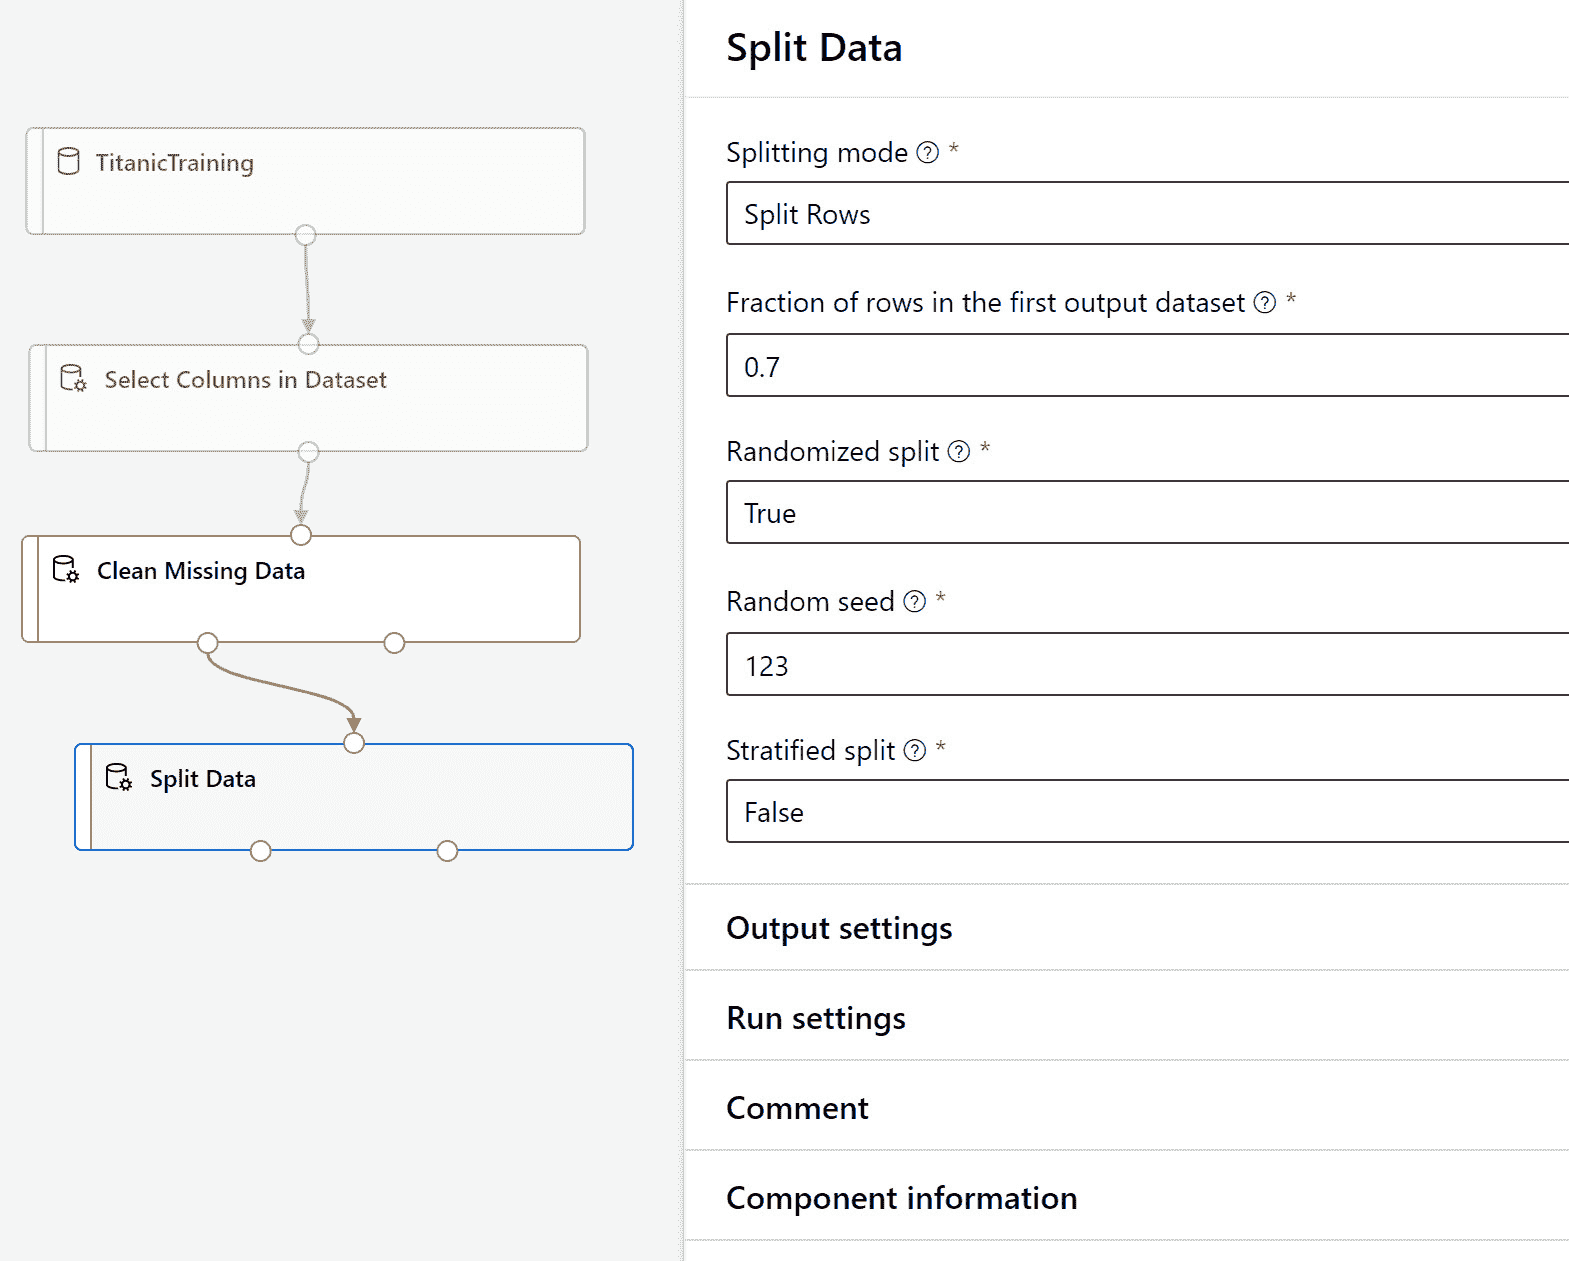 TitanicTraining
Select Columns in Dataset
Clean Missing Data
Split Data
Split Data
Splitting mode ? *
Split Rows
Fraction of rows in the first output dataset ? *
0.7
Randomized split ? *
True
Random seed ? *
123
Stratified split ? *
False
Output settings
Run settings
Comment
Component information